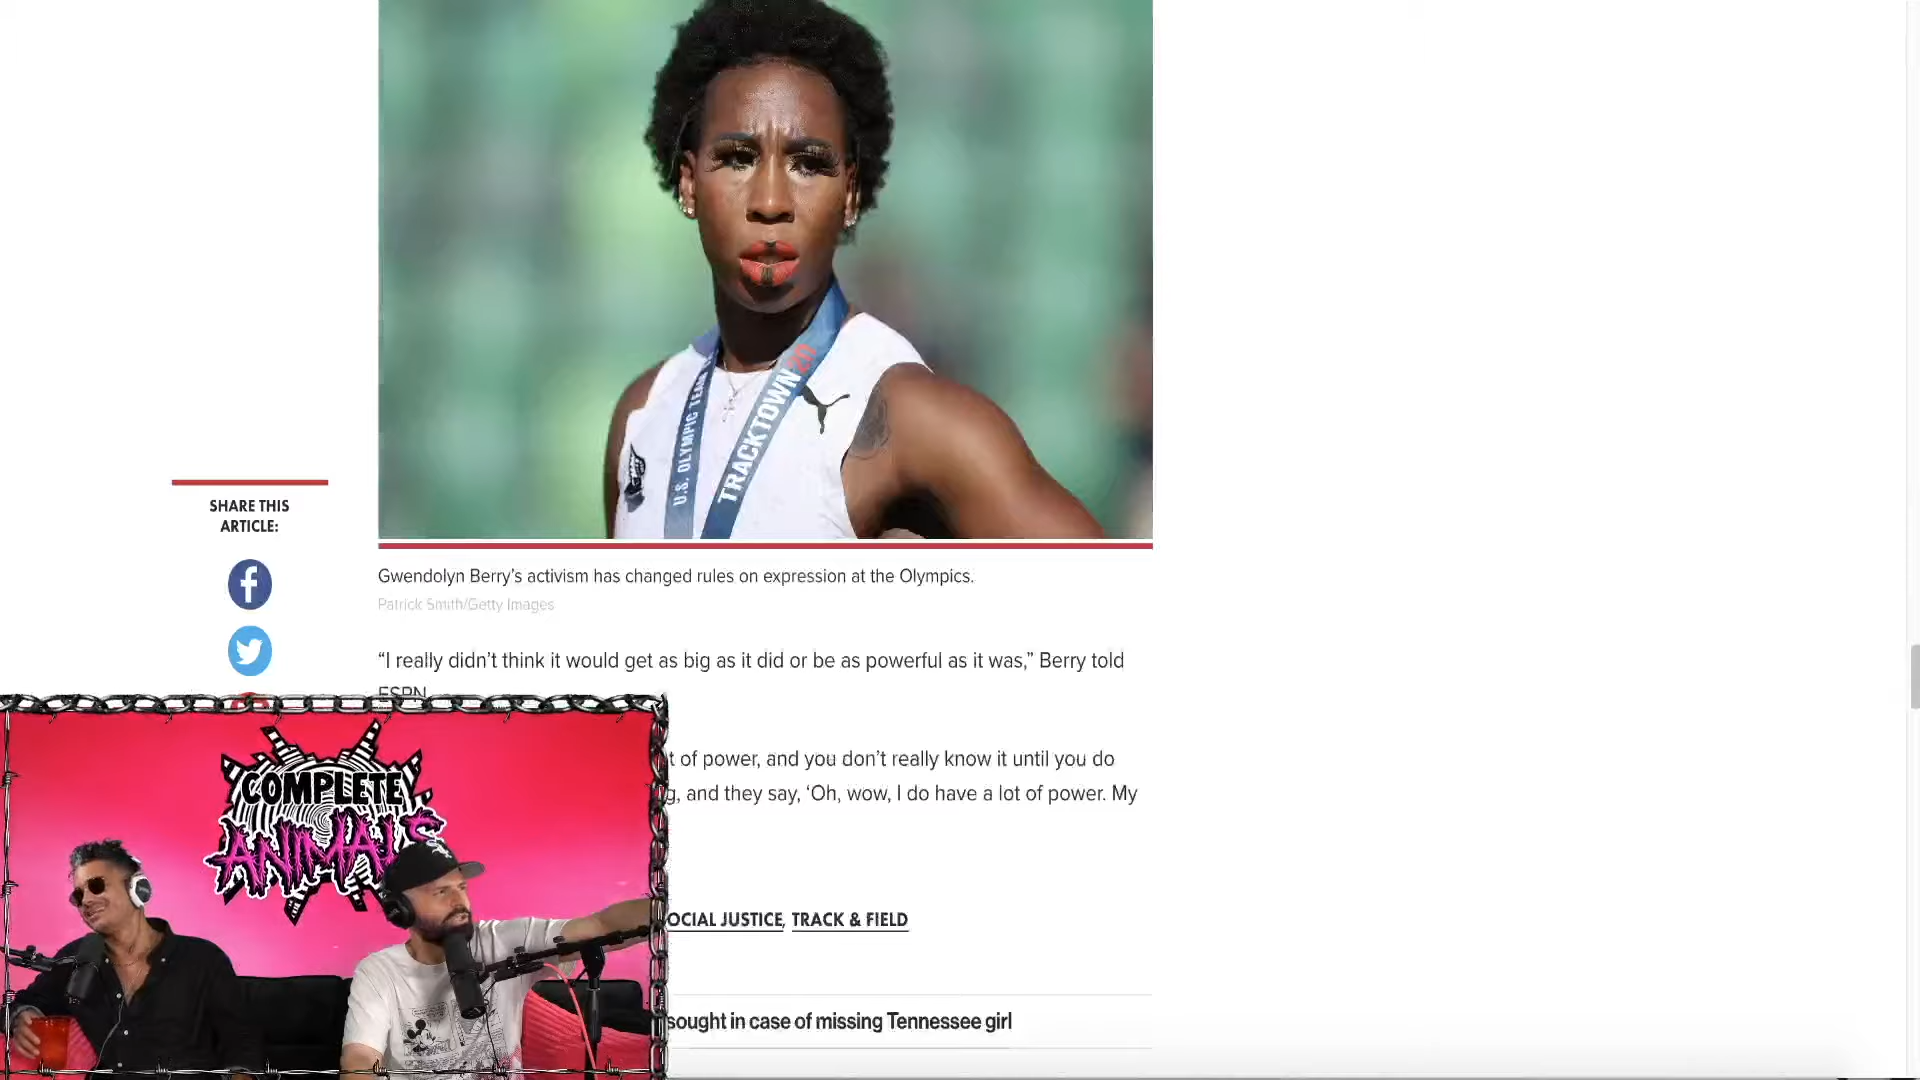 U.S. OLYMPIC TEAM
TRACKTOWN 20
SHARE THIS
ARTICLE:
Gwendolyn Berry’s activism has changed rules on expression at the Olympics.
Patrick Smith/Getty Images
“I really didn’t think it would get as big as it did or be as powerful as it was,” Berry told
ESPN
of power, and you don’t really know it until you do
and they say, ‘Oh, wow, I do have a lot of power. My
COMPLETE
ANIMALS
OCIAL JUSTICE, TRACK & FIELD
sought in case of missing Tennessee girl